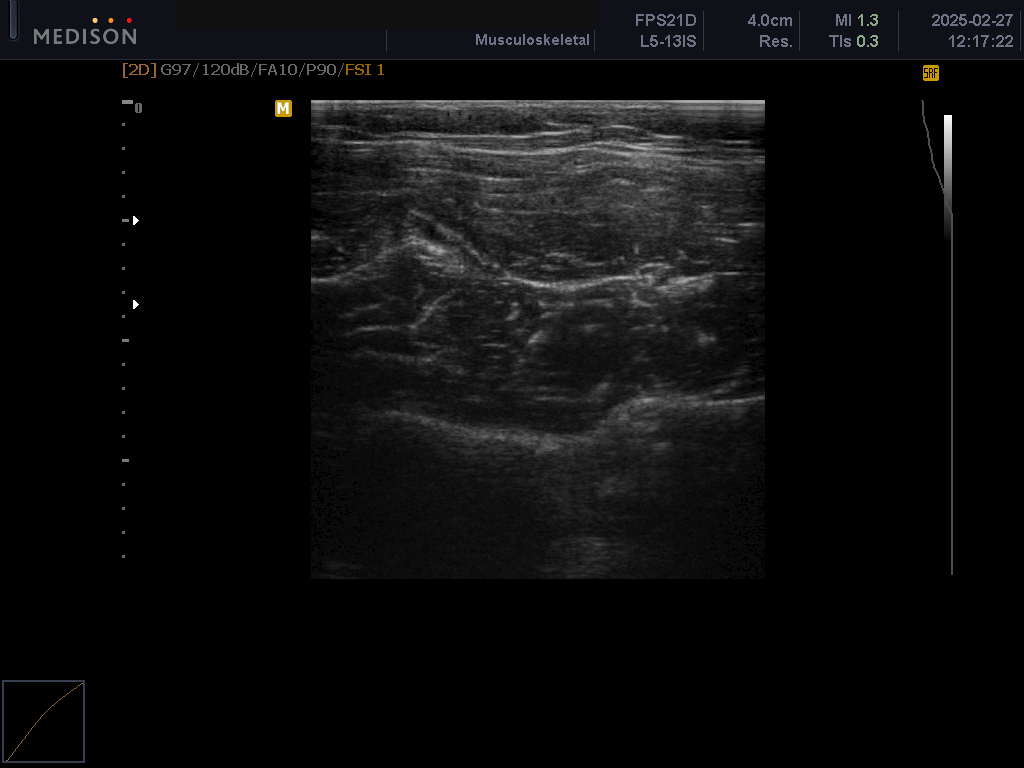 MEDISON
Musculoskeletal
FPS21D
L5-13IS
4.0cm
Res.
MI 1.3
TIs 0.3
2025-02-27
12:17:22
[2D] G97/120dB/FA10/P90/FSI 1
SRF
0
M